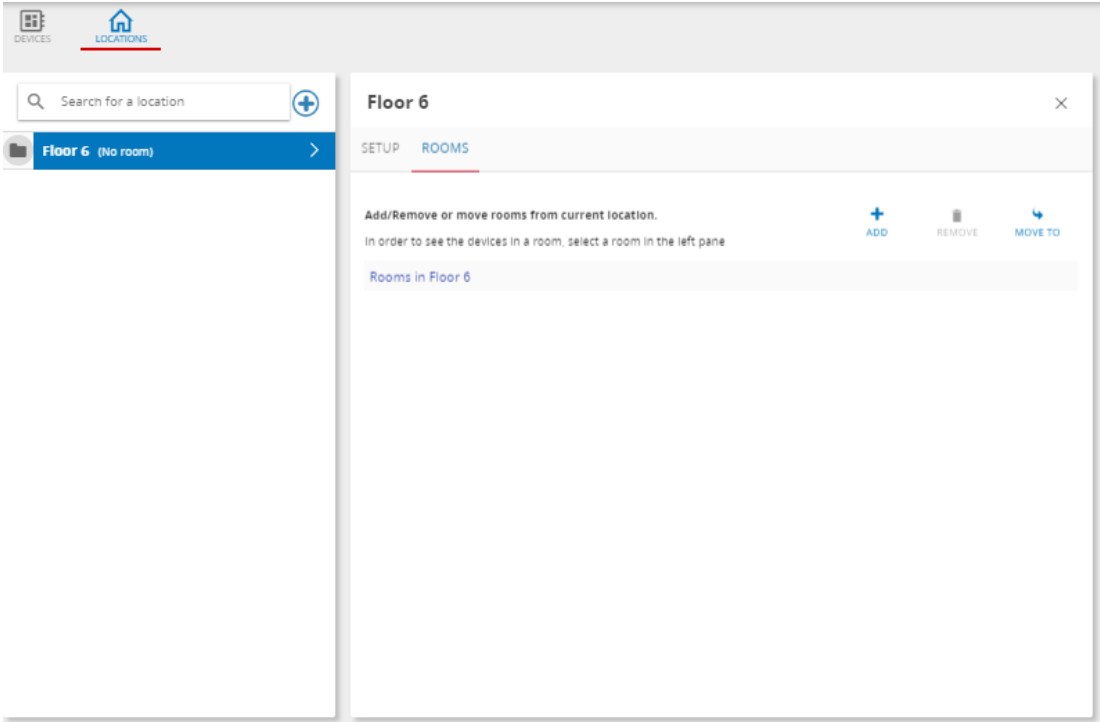 DEVICES
LOCATIONS
Search for a location
Floor 6 (No room)
Floor 6
SETUP ROOMS
Add/Remove or move rooms from current location.
In order to see the devices in a room, select a room in the left pane
ADD REMOVE MOVE TO
Rooms in Floor 6